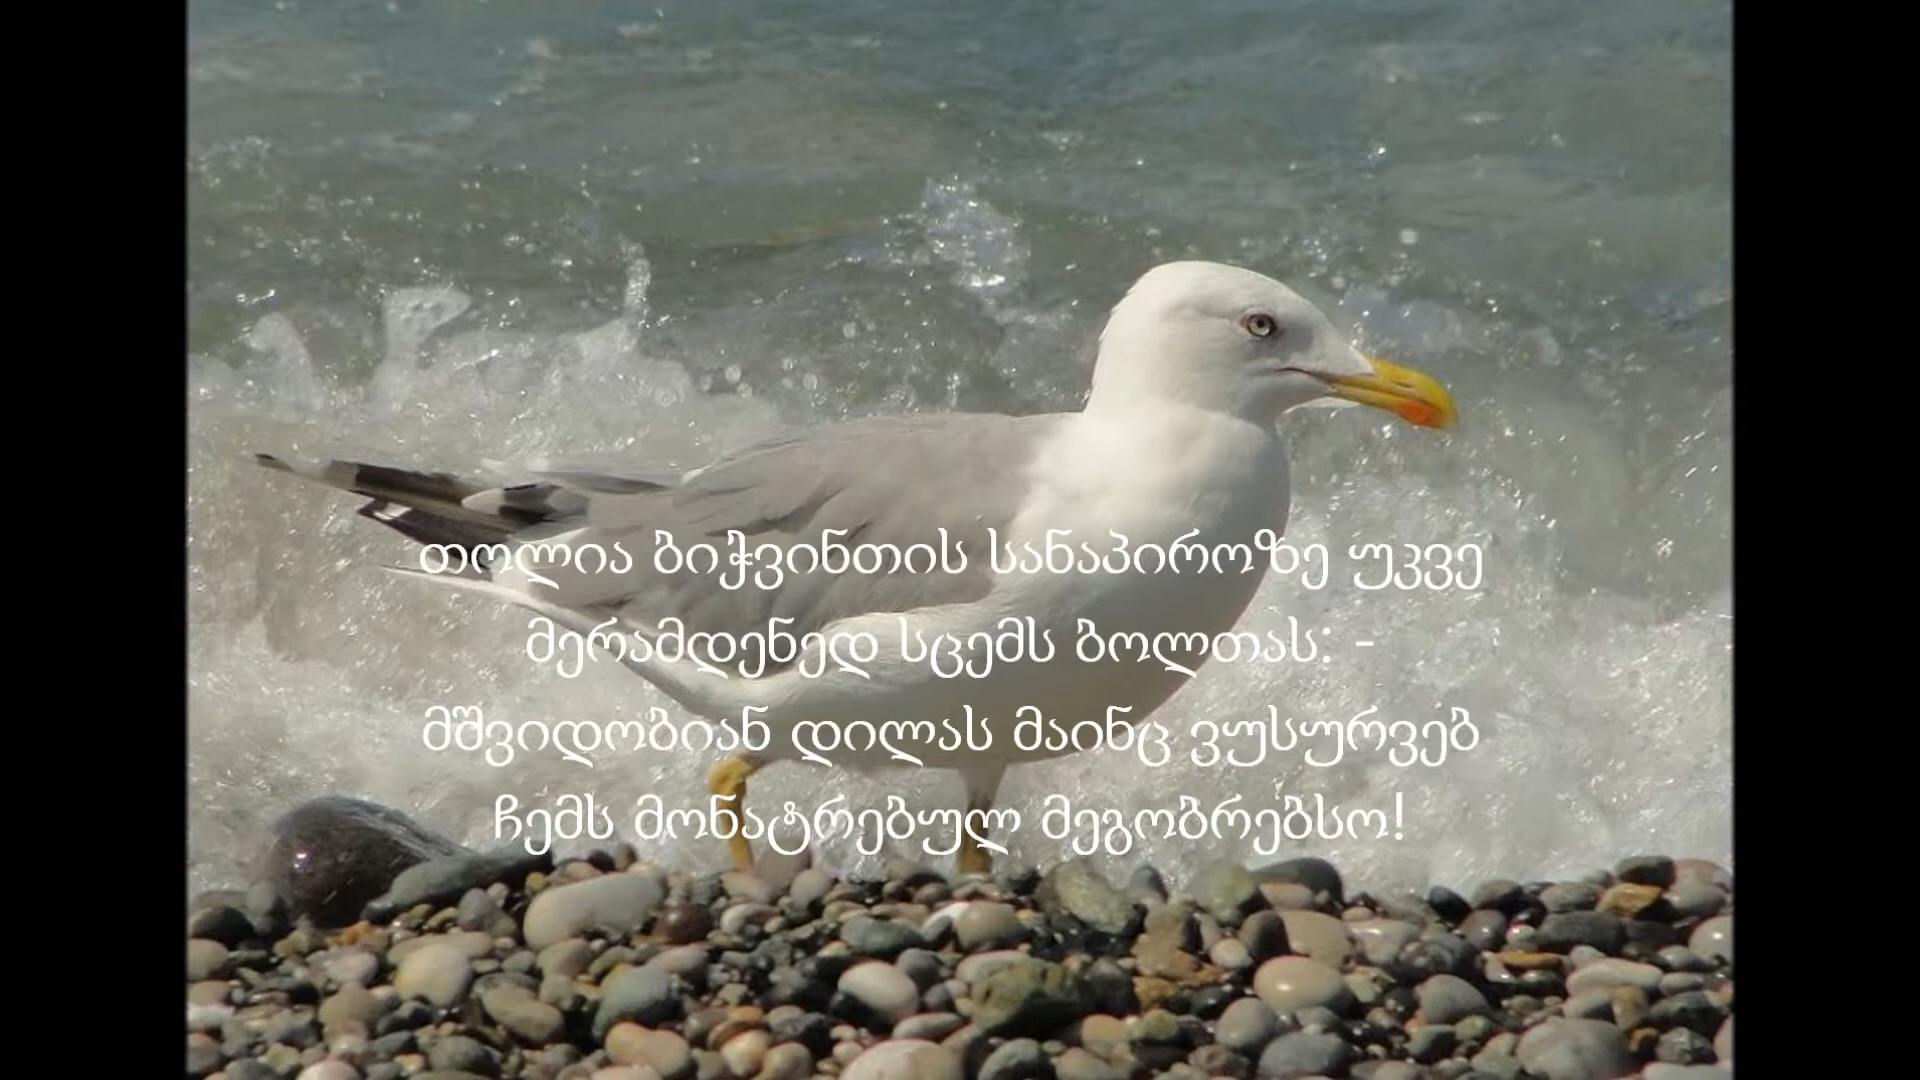 თოლია ბიჭვინთის სანაპიროზე უკვე
მერამდენედ სცემს ბოლთას: -
მშვიდობიან დილას მაინც ვუსურვებ
ჩემს მონატრებულ მეგობრებსო!